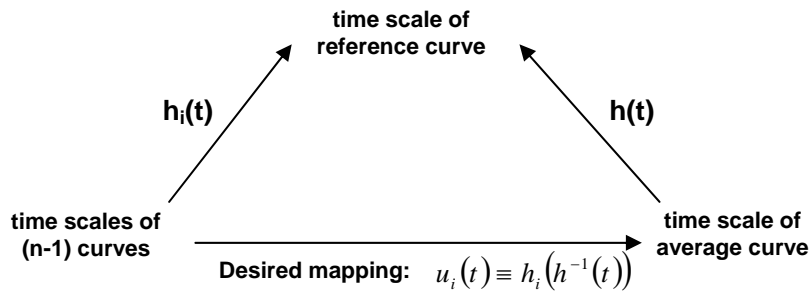 time scale of
reference curve
hᵢ(t)
h(t)
time scales of
(n-1) curves
time scale of
average curve
Desired mapping: uᵢ(t) ≡ hᵢ(h⁻¹(t))